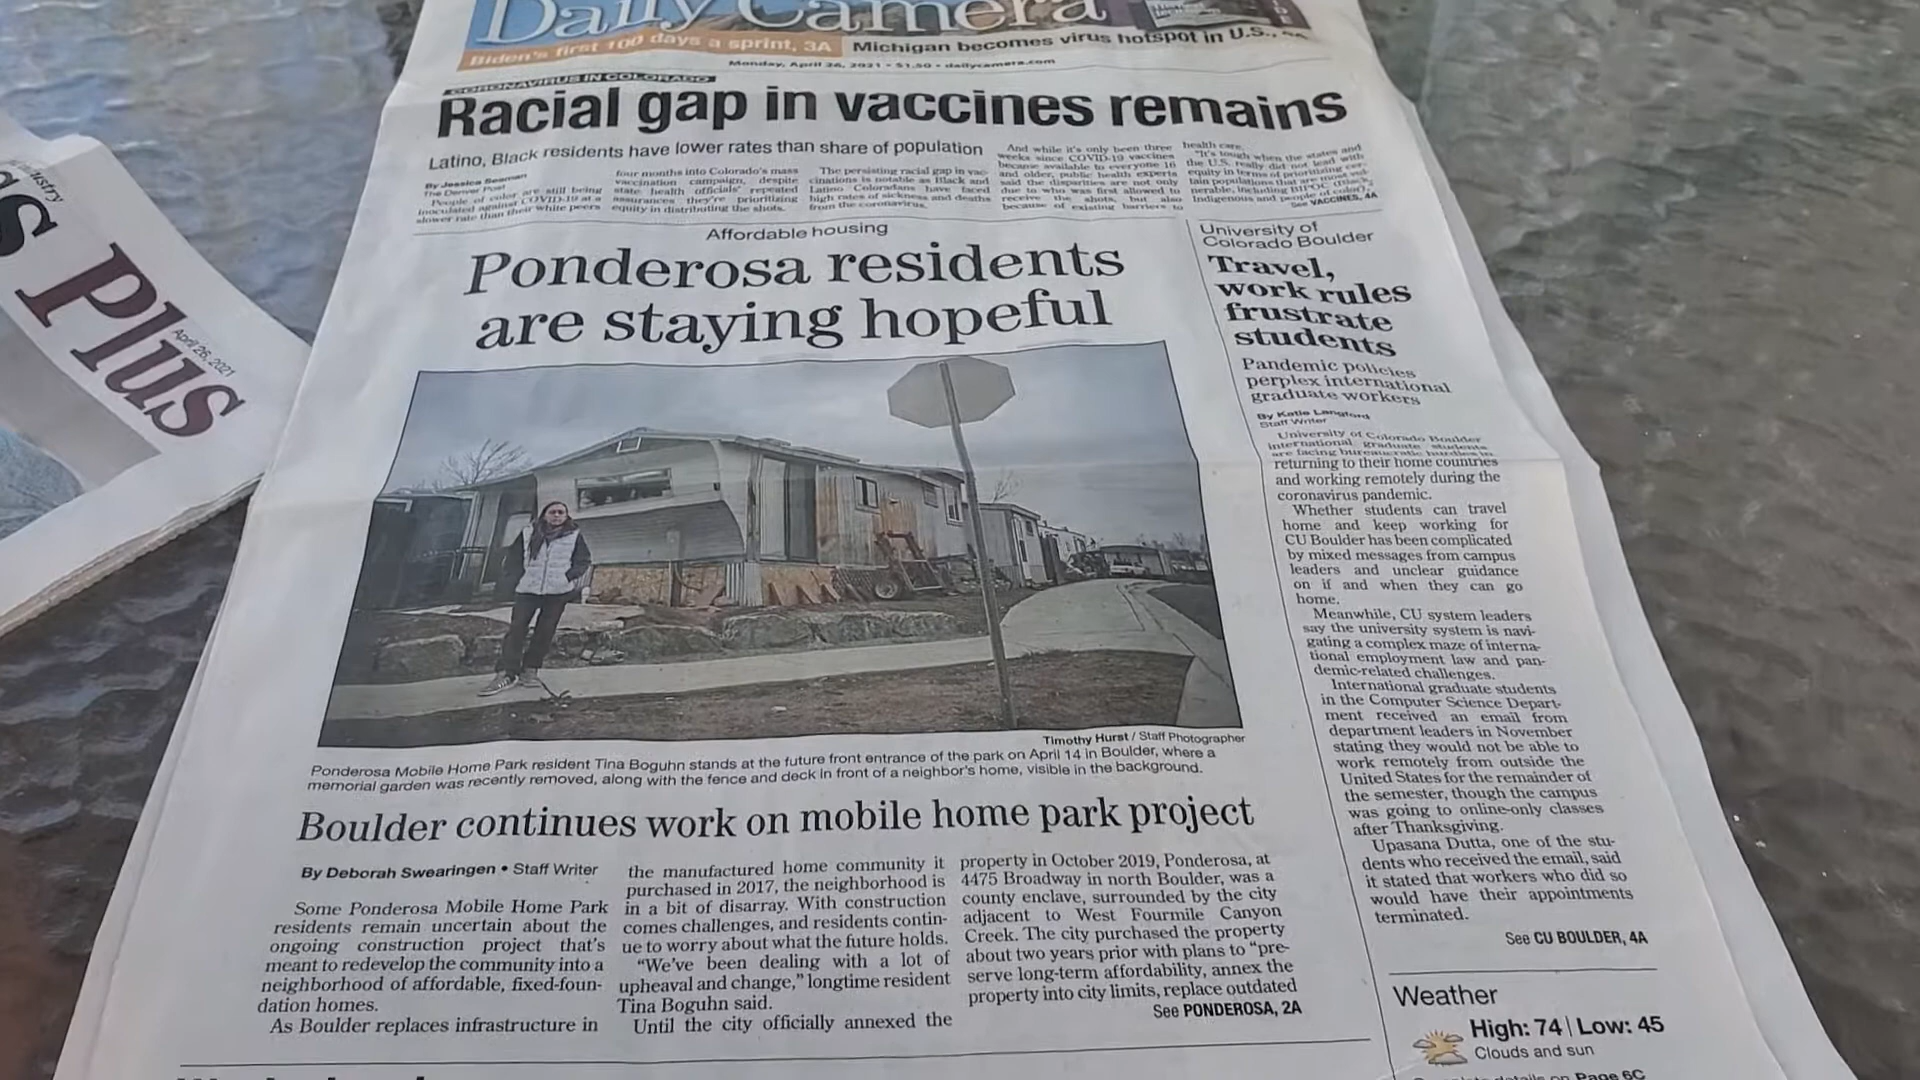 Daily Camera
Biden's first 100 days a sprint, 3A
Michigan becomes virus hotspot in U.S.,
Monday, April 26, 2021 • $1.50 • dailycamera.com
CORONAVIRUS IN COLORADO
Racial gap in vaccines remains
Latino, Black residents have lower rates than share of population
By Jessica Seaman
The Denver Post
People of color are still being
inoculated against COVID-19 at a
slower rate than their white peers
four months into Colorado's mass
vaccination campaign, despite
state health officials' repeated
assurances they're prioritizing
equity in distributing the shots.
The persisting racial gap in vac-
cinations is notable as Black and
Latino Coloradans have faced
high rates of sickness and deaths
from the coronavirus.
And while it's only been three
weeks since COVID-19 vaccines
became available to everyone 16
and older, public health experts
said the disparities are not only
due to who was first allowed to
receive the shots, but also
because of existing barriers to
health care.
"It's tough when the states and
the U.S. really did not lead with
equity in terms of prioritizing cer-
tain populations that are most vul-
nerable, including BIPOC (Black,
Indigenous and people of color),
See VACCINES, 4A
Affordable housing
Ponderosa residents
are staying hopeful
Timothy Hurst / Staff Photographer
Ponderosa Mobile Home Park resident Tina Boguhn stands at the future front entrance of the park on April 14 in Boulder, where a
memorial garden was recently removed, along with the fence and deck in front of a neighbor's home, visible in the background.
Boulder continues work on mobile home park project
By Deborah Swearingen • Staff Writer
Some Ponderosa Mobile Home Park
residents remain uncertain about the
ongoing construction project that's
meant to redevelop the community into a
neighborhood of affordable, fixed-foun-
dation homes.
As Boulder replaces infrastructure in
the manufactured home community it
purchased in 2017, the neighborhood is
in a bit of disarray. With construction
comes challenges, and residents contin-
ue to worry about what the future holds.
"We've been dealing with a lot of
upheaval and change," longtime resident
Tina Boguhn said.
Until the city officially annexed the
property in October 2019, Ponderosa, at
4475 Broadway in north Boulder, was a
county enclave, surrounded by the city
adjacent to West Fourmile Canyon
Creek. The city purchased the property
about two years prior with plans to "pre-
serve long-term affordability, annex the
property into city limits, replace outdated
See PONDEROSA, 2A
University of
Colorado Boulder
Travel,
work rules
frustrate
students
Pandemic policies
perplex international
graduate workers
By Katie Langford
Staff Writer
University of Colorado Boulder
international graduate students
are facing bureaucratic hurdles in
returning to their home countries
and working remotely during the
coronavirus pandemic.
Whether students can travel
home and keep working for
CU Boulder has been complicated
by mixed messages from campus
leaders and unclear guidance
on if and when they can go
home.
Meanwhile, CU system leaders
say the university system is navi-
gating a complex maze of interna-
tional employment law and pan-
demic-related challenges.
International graduate students
in the Computer Science Depart-
ment received an email from
department leaders in November
stating they would not be able to
work remotely from outside the
United States for the remainder of
the semester, though the campus
was going to online-only classes
after Thanksgiving.
Upasana Dutta, one of the stu-
dents who received the email, said
it stated that workers who did so
would have their appointments
terminated.
See CU BOULDER, 4A
Weather
High: 74 | Low: 45
Clouds and sun
on Page 6C
Plus
April 26, 2021